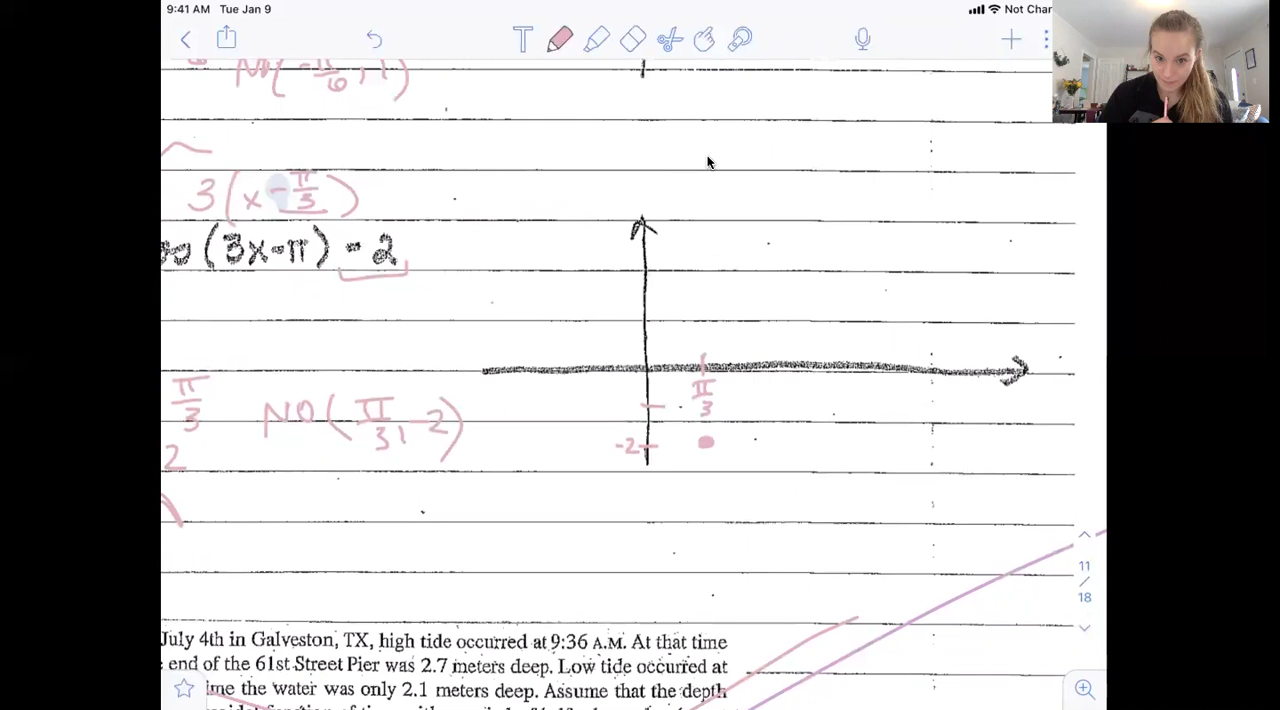 9:41 AM Tue Jan 9
Not Char
T
NO(-π/6, 1)
3(x - π/3)
(3x-π) - 2
π/3
NO(π/3, -2)
2
π/3
-2
11
/
18
July 4th in Galveston, TX, high tide occurred at 9:36 A.M. At that time
end of the 61st Street Pier was 2.7 meters deep. Low tide occurred at
ime the water was only 2.1 meters deep. Assume that the depth